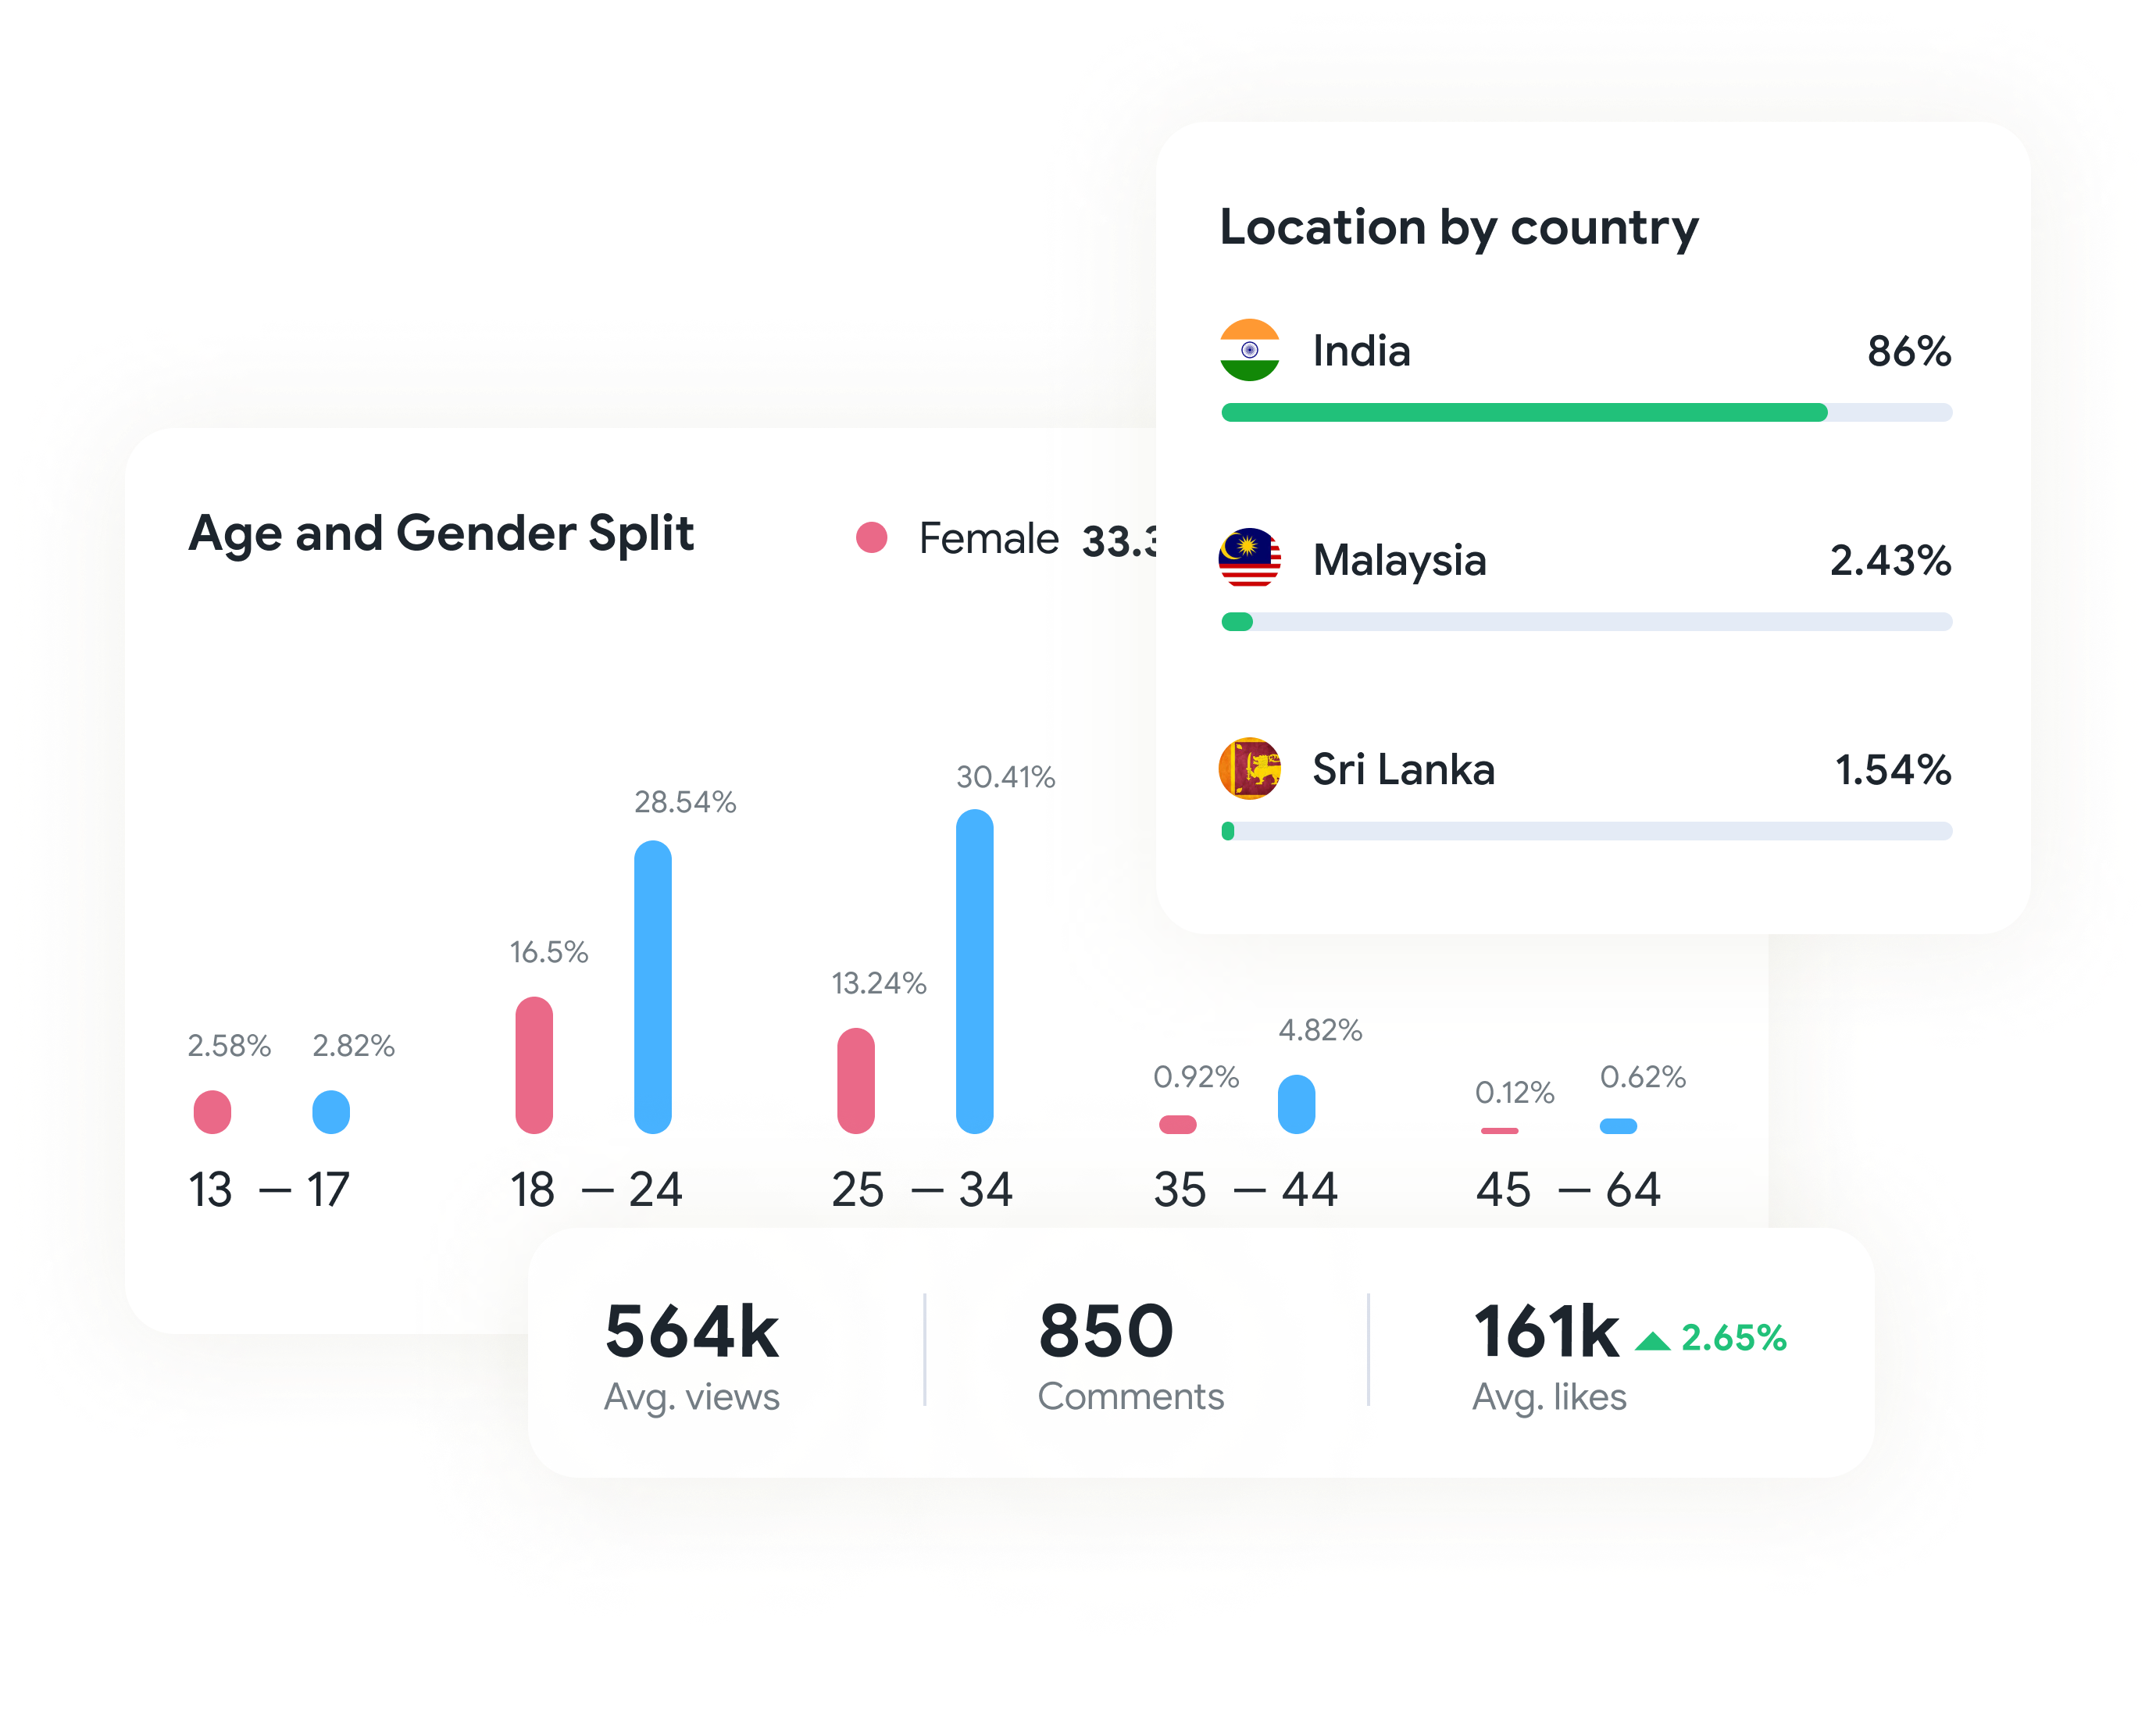 Location by country
India 86%
Malaysia 2.43%
Sri Lanka 1.54%
Age and Gender Split
Female 33.3
30.41%
28.54%
16.5%
13.24%
4.82%
2.58% 2.82%
0.92% 0.62%
0.12%
13 — 17 18 — 24 25 — 34 35 — 44 45 — 64
564k 850 161k 2.65%
Avg. views Comments Avg. likes